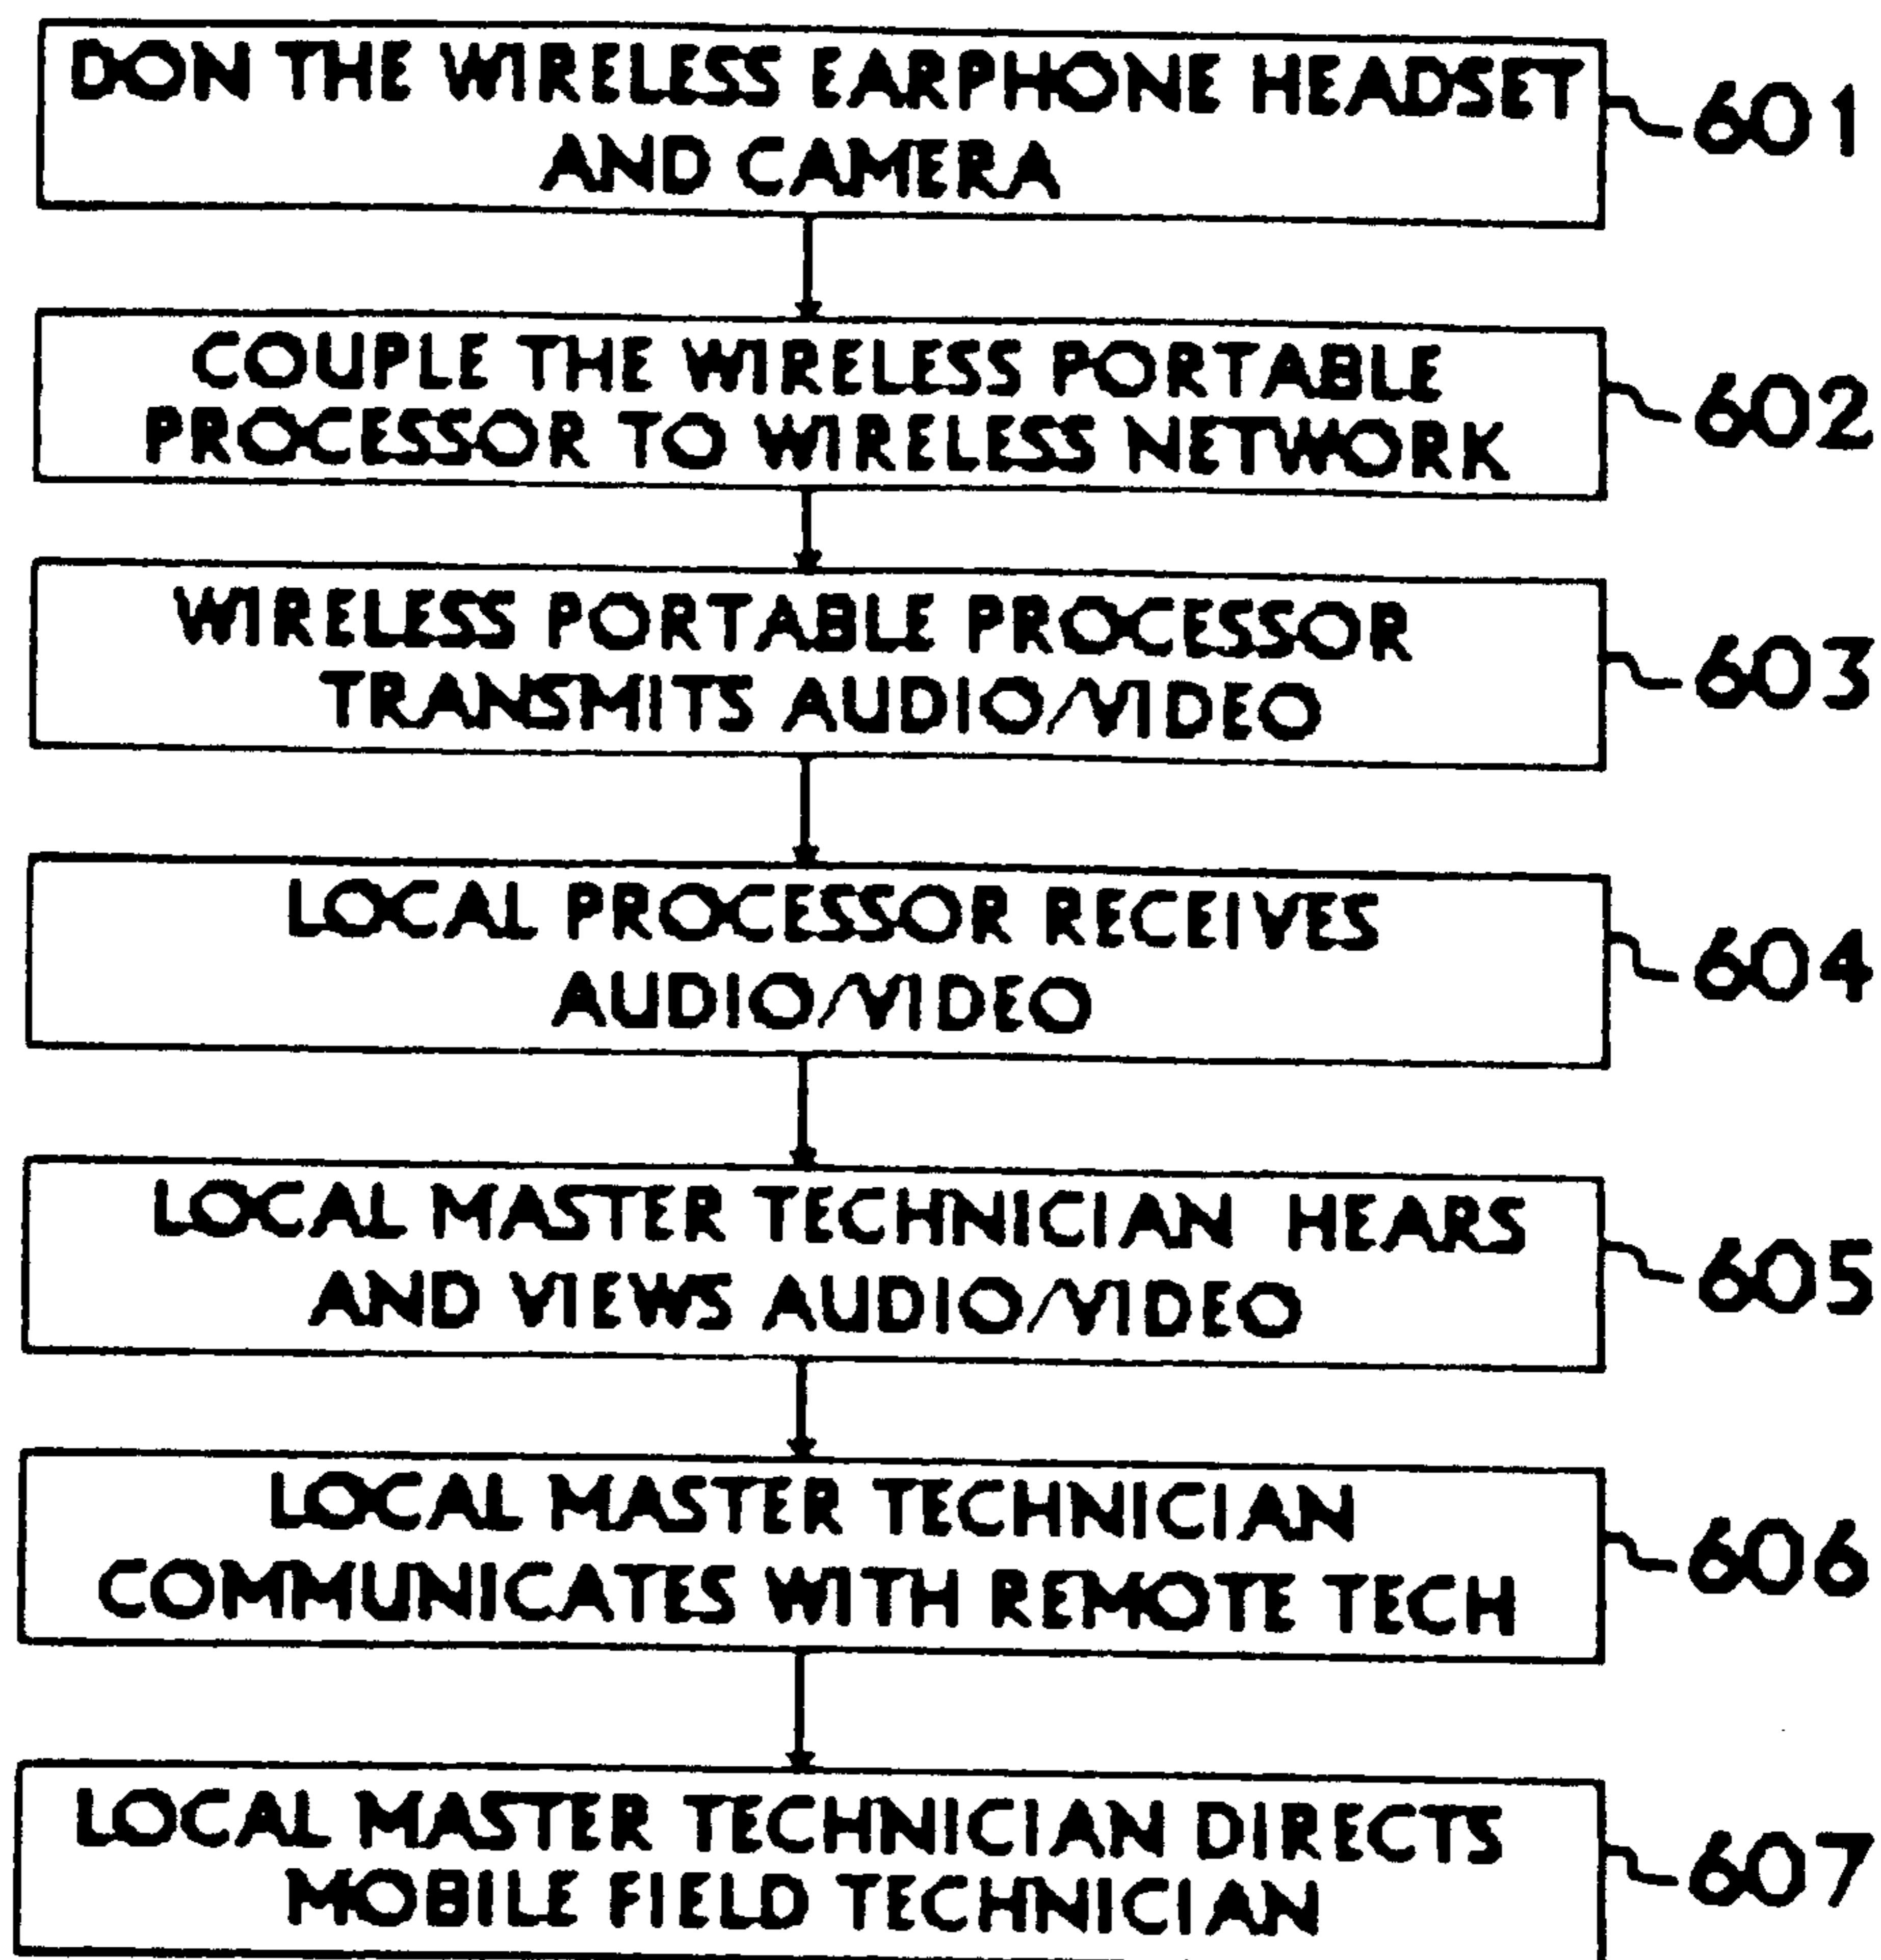 DON THE WIRELESS EARPHONE HEADSET
AND CAMERA
601
COUPLE THE WIRELESS PORTABLE
PROCESSOR TO WIRELESS NETWORK
602
WIRELESS PORTABLE PROCESSOR
TRANSMITS AUDIO/VIDEO
603
LOCAL PROCESSOR RECEIVES
AUDIO/VIDEO
604
LOCAL MASTER TECHNICIAN HEARS
AND VIEWS AUDIO/VIDEO
605
LOCAL MASTER TECHNICIAN
COMMUNICATES WITH REMOTE TECH
606
LOCAL MASTER TECHNICIAN DIRECTS
MOBILE FIELD TECHNICIAN
607